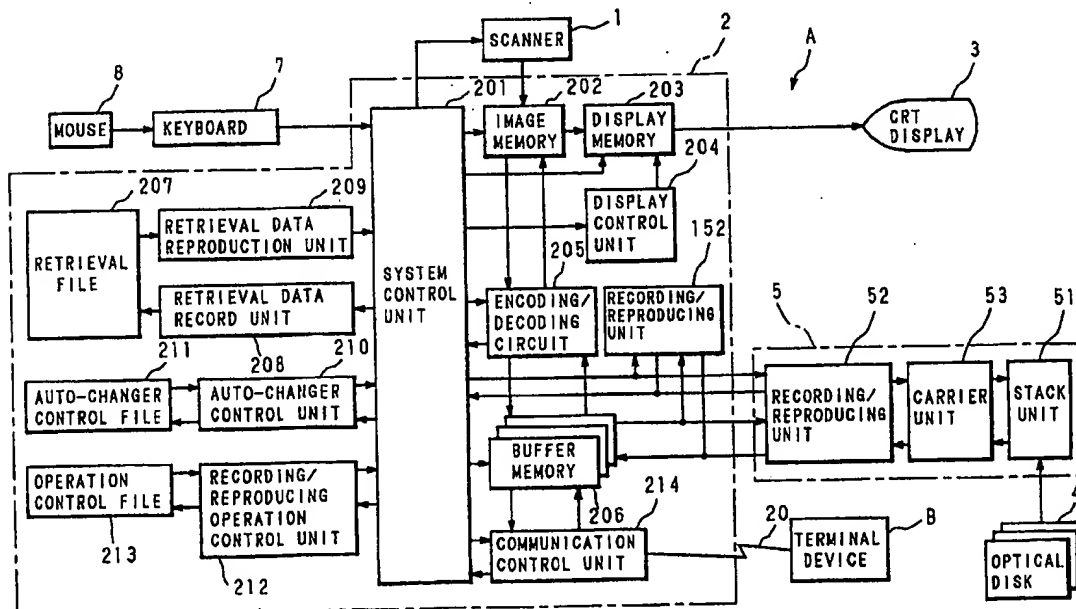 1
SCANNER
2
A
3
8
7
201
202
203
MOUSE
KEYBOARD
IMAGE
MEMORY
DISPLAY
MEMORY
CRT
DISPLAY
204
207
209
DISPLAY
CONTROL
UNIT
RETRIEVAL
FILE
RETRIEVAL DATA
REPRODUCTION UNIT
205
152
SYSTEM
CONTROL
UNIT
RETRIEVAL DATA
RECORD UNIT
ENCODING/
DECODING
CIRCUIT
RECORDING/
REPRODUCING
UNIT
5
52
53
51
211
208
210
AUTO-CHANGER
CONTROL FILE
AUTO-CHANGER
CONTROL UNIT
RECORDING/
REPRODUCING
UNIT
CARRIER
UNIT
STACK
UNIT
BUFFER
MEMORY
OPERATION
CONTROL FILE
RECORDING/
REPRODUCING
OPERATION
CONTROL UNIT
206
214
4
213
212
COMMUNICATION
CONTROL UNIT
20
B
TERMINAL
DEVICE
OPTICAL
DISK